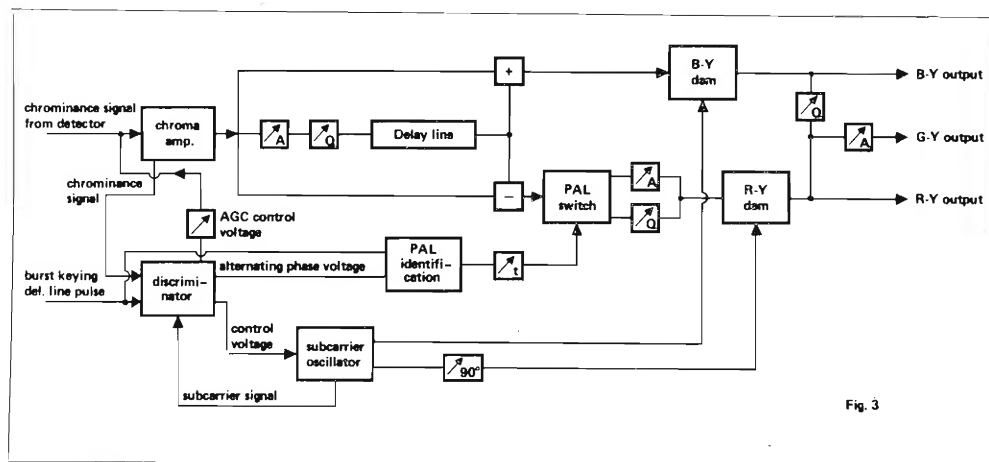 chrominance signal
from detector
chroma
amp.
A
Q
Delay line
+
−
B-Y
dam
B-Y output
Q
A
G-Y output
R-Y output
chrominance
signal
AGC control
voltage
PAL
switch
A
Q
R-Y
dam
burst keying
del. line pulse
discrimi-
nator
alternating phase voltage
PAL
identifi-
cation
t
control
voltage
subcarrier
oscillator
90°
subcarrier signal
Fig. 3